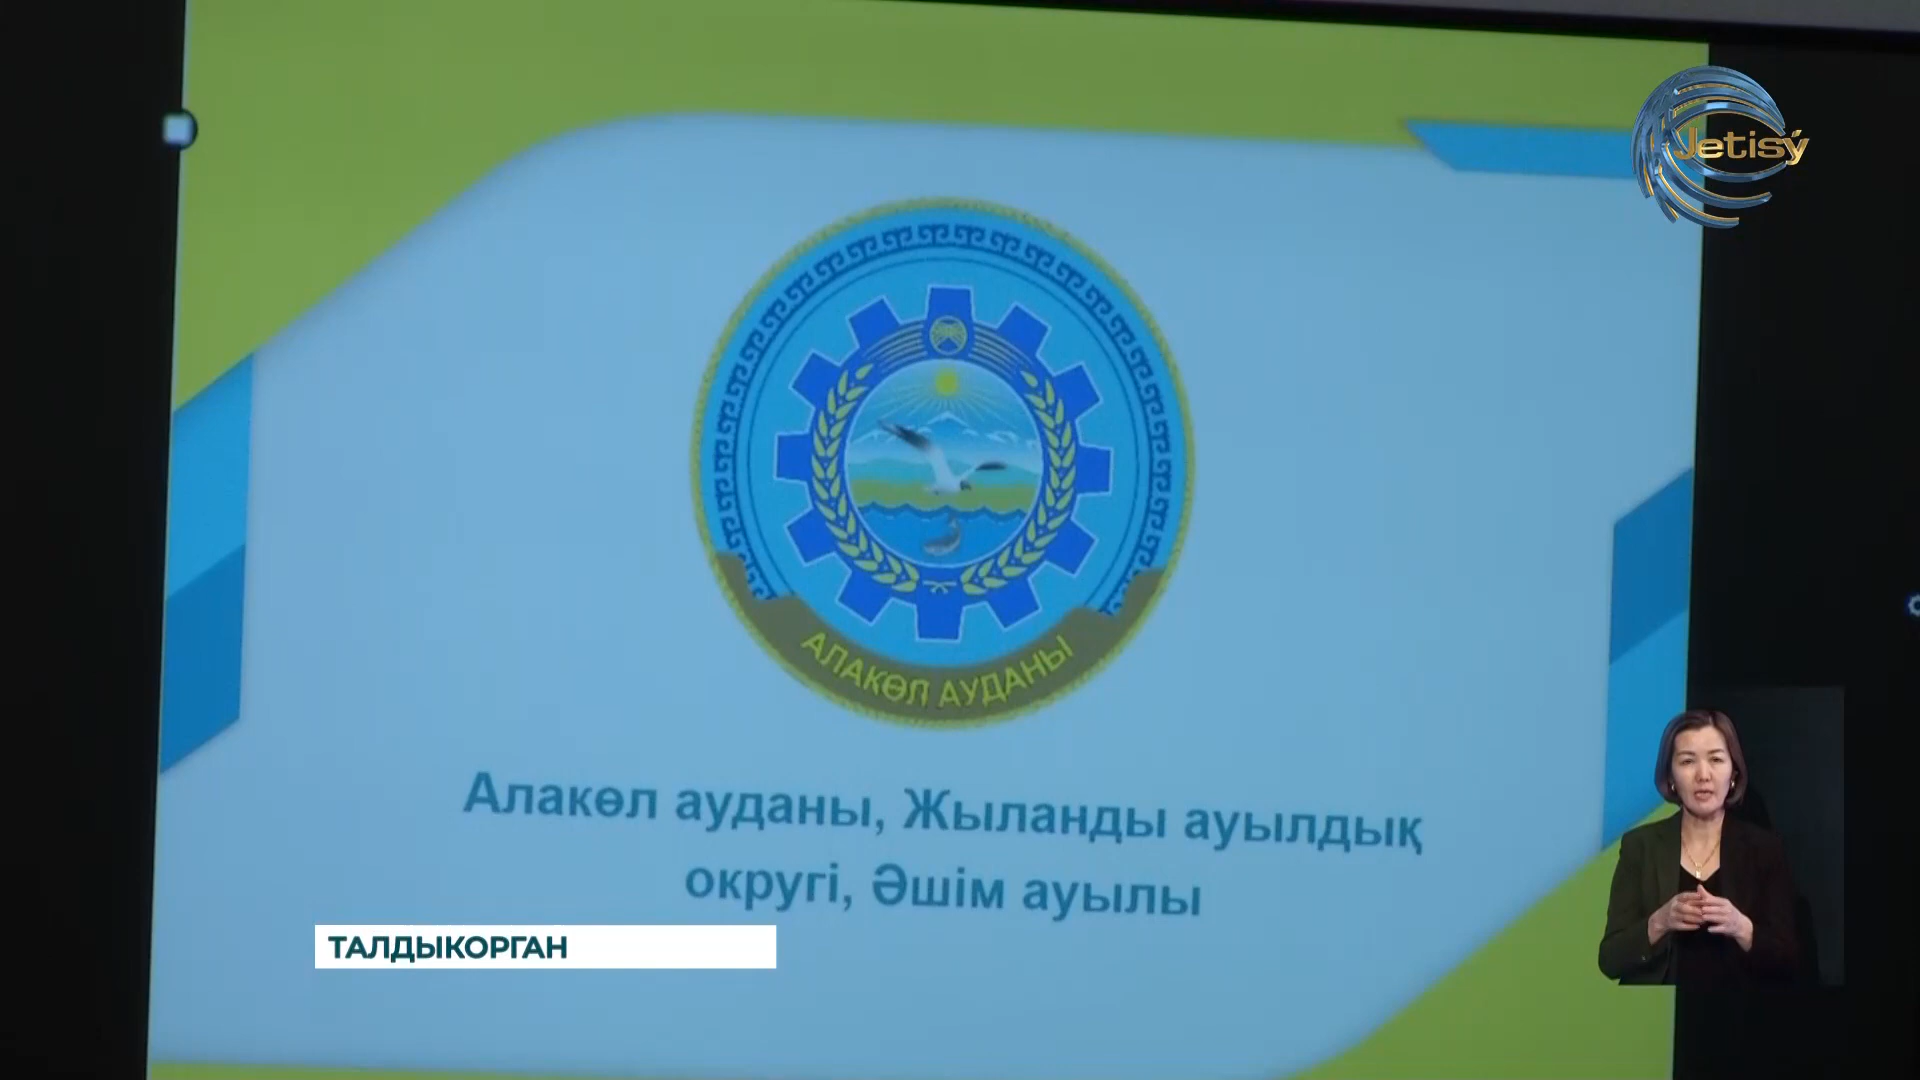 Jetisý
АЛАКӨЛ АУДАНЫ
Алакөл ауданы, Жыланды ауылдық
округі, Әшім ауылы
ТАЛДЫКОРГАН